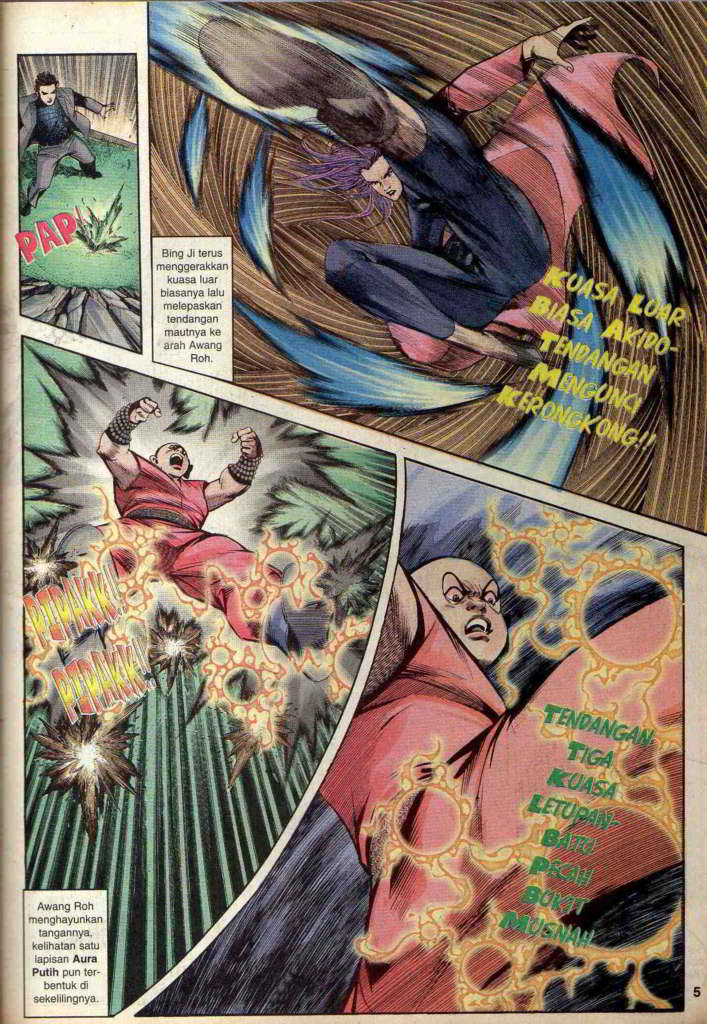 PAP
Bing Ji terus
menggerakkan
kuasa luar
biasanya lalu
melepaskan
tendangan
mautnya ke
arah Awang
Roh.
KUASA LUAR
BIASA AKIDO-
TENDANGAN
MENGUNCI
KERONGKONG!!
PEPAKK!!
PEPAKK!!
Awang Roh
menghayunkan
tangannya,
kelihatan satu
lapisan Aura
Putih pun ter-
bentuk di
sekelilingnya.
TENDANGAN
TIGA
KUASA
LETUPAN-
BATU
PECAH
BUKIT
MUSNAH
5